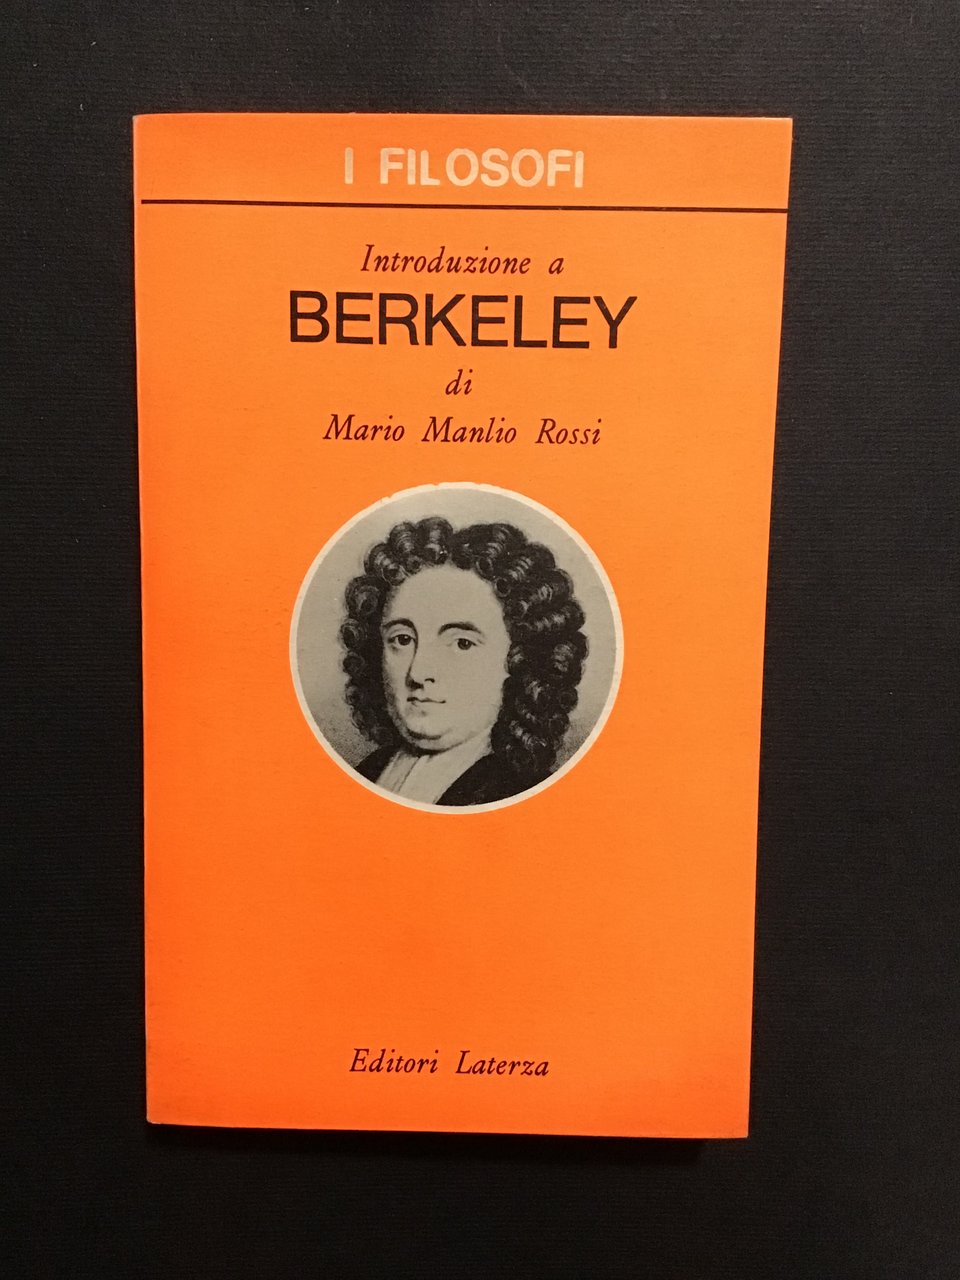 I FILOSOFI
Introduzione a
BERKELEY
di
Mario Manlio Rossi
Editori Laterza